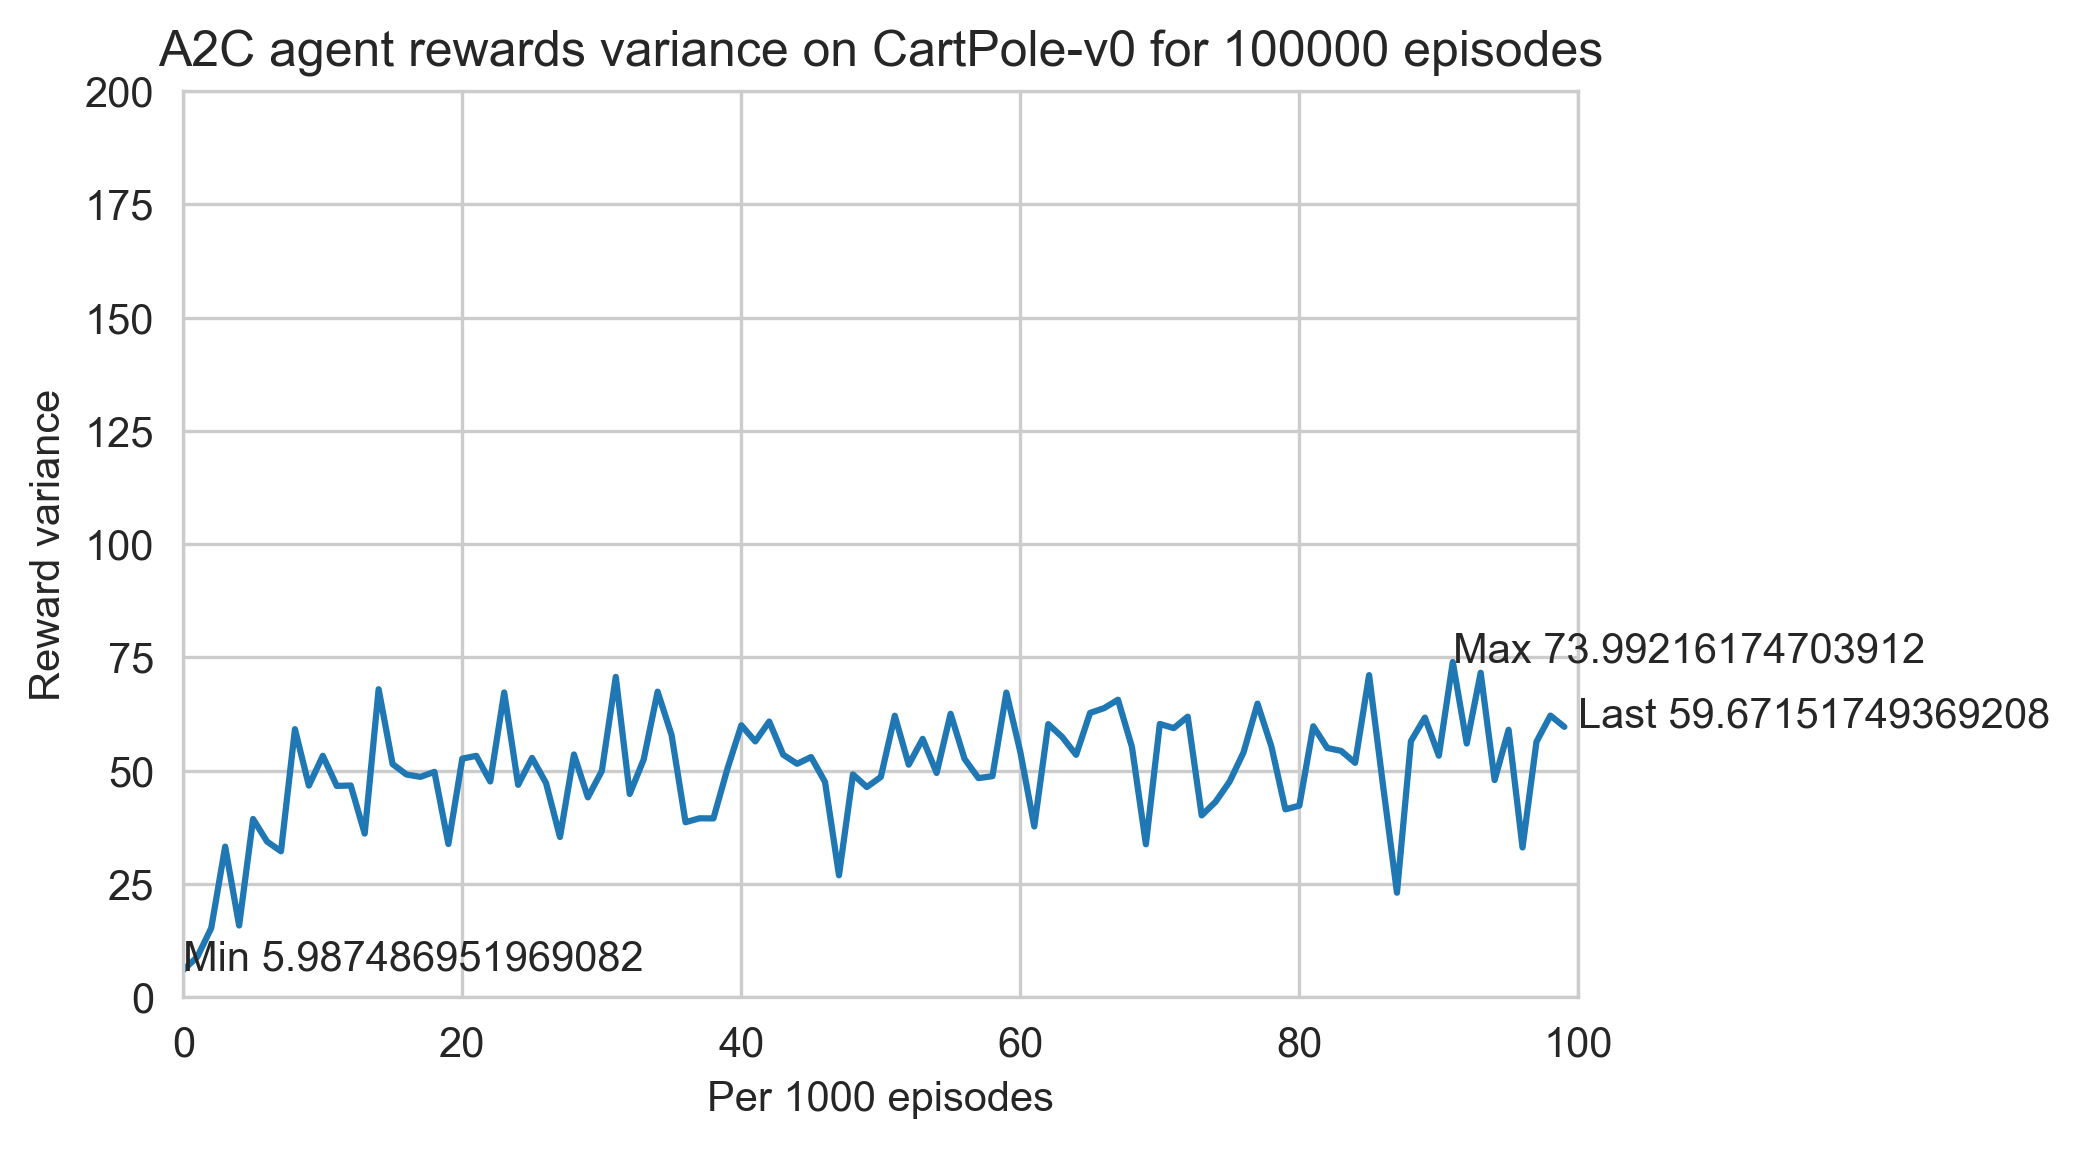 A2C agent rewards variance on CartPole-v0 for 100000 episodes
200
175
150
125
100
75
50
25
0
Reward variance
Max 73.99216174703912
Last 59.67151749369208
Min 5.987486951969082
0 20 40 60 80 100
Per 1000 episodes